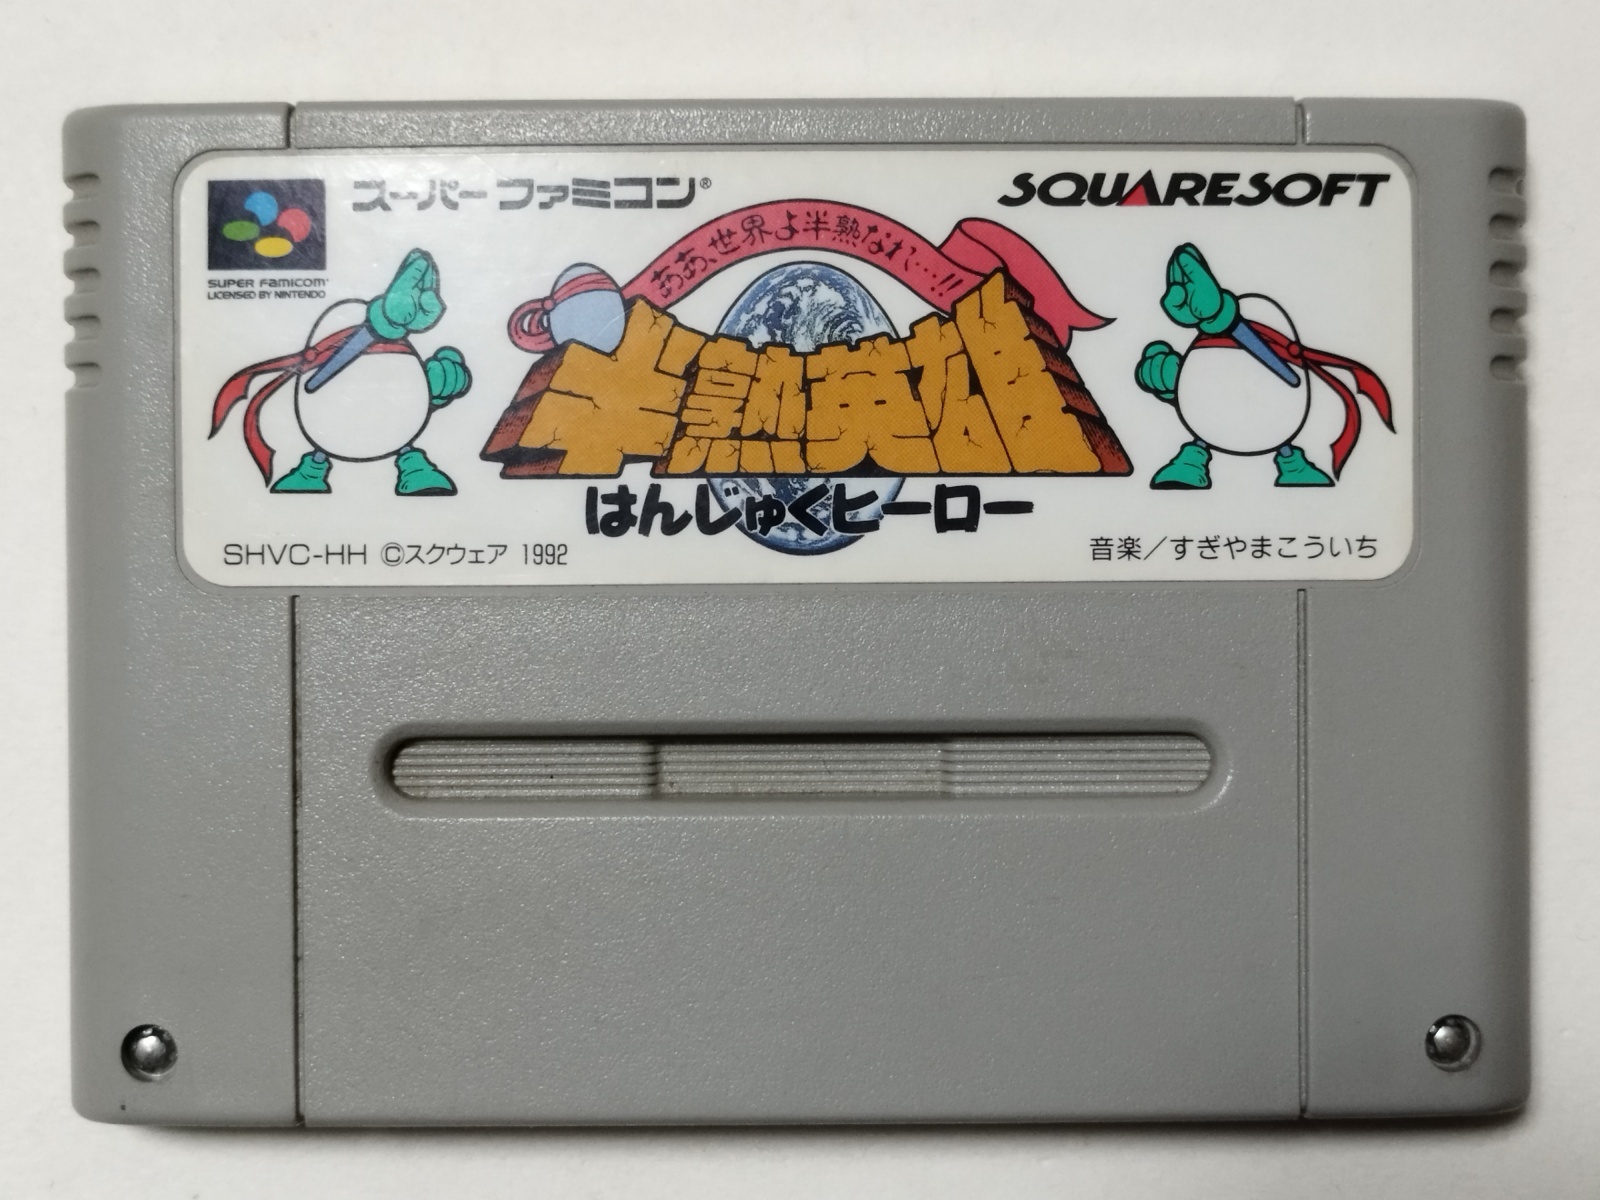 スーパーファミコン®
SQUARESOFT
SUPER FAMICOM
LICENSED BY NINTENDO
ああ、世界よ半熟なれ…!!
半熟英雄
はんじゅくヒーロー
SHVC-HH ©スクウェア 1992
音楽/すぎやまこういち